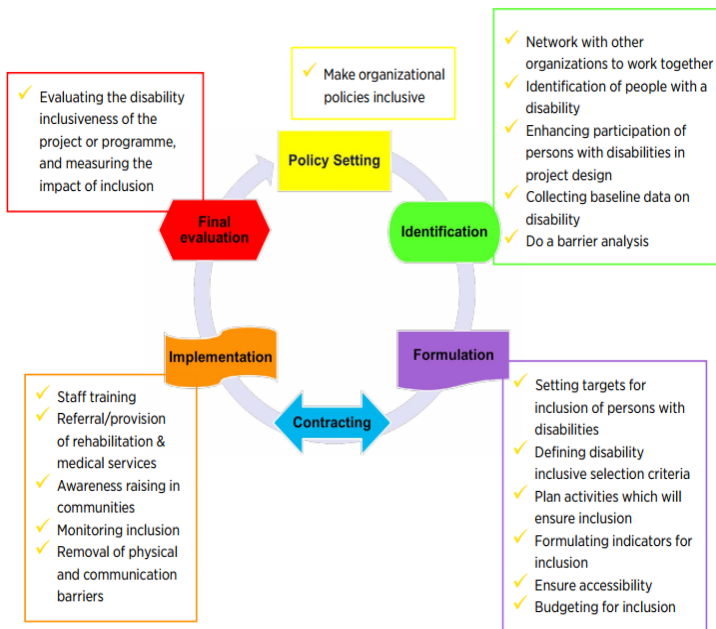 Make organizational
policies inclusive
Policy Setting
Network with other
organizations to work together
Identification of people with a
disability
Enhancing participation of
persons with disabilities in
project design
Collecting baseline data on
disability
Do a barrier analysis
Identification
Setting targets for
inclusion of persons with
disabilities
Defining disability
inclusive selection criteria
Plan activities which will
ensure inclusion
Formulating indicators for
inclusion
Ensure accessibility
Budgeting for inclusion
Formulation
Contracting
Staff training
Referral/provision
of rehabilitation &
medical services
Awareness raising in
communities
Monitoring inclusion
Removal of physical
and communication
barriers
Implementation
Evaluating the disability
inclusiveness of the
project or programme,
and measuring the
impact of inclusion
Final
evaluation